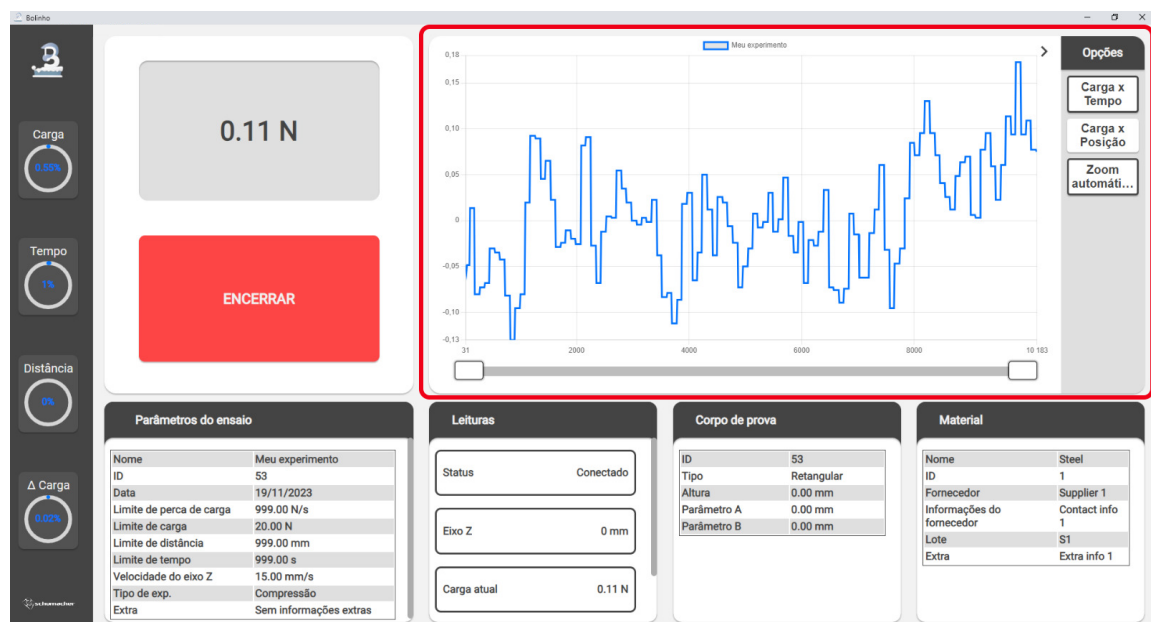 Bolinho
Carga
0.55%
Tempo
1%
Distância
0%
Δ Carga
0.02%
schumacher
0.11 N
ENCERRAR
Meu experimento
0,18
0,15
0,10
0,05
0
-0,05
-0,10
-0,13
31 2000 4000 6000 8000 10 183
Opções
Carga x
Tempo
Carga x
Posição
Zoom
automáti...
Parâmetros do ensaio
Nome Meu experimento
ID 53
Data 19/11/2023
Limite de perca de carga 999.00 N/s
Limite de carga 20.00 N
Limite de distância 999.00 mm
Limite de tempo 999.00 s
Velocidade do eixo Z 15.00 mm/s
Tipo de exp. Compressão
Extra Sem informações extras
Leituras
Status Conectado
Eixo Z 0 mm
Carga atual 0.11 N
Corpo de prova
ID 53
Tipo Retangular
Altura 0.00 mm
Parâmetro A 0.00 mm
Parâmetro B 0.00 mm
Material
Nome Steel
ID 1
Fornecedor Supplier 1
Informações do Contact info
fornecedor 1
Lote S1
Extra Extra info 1